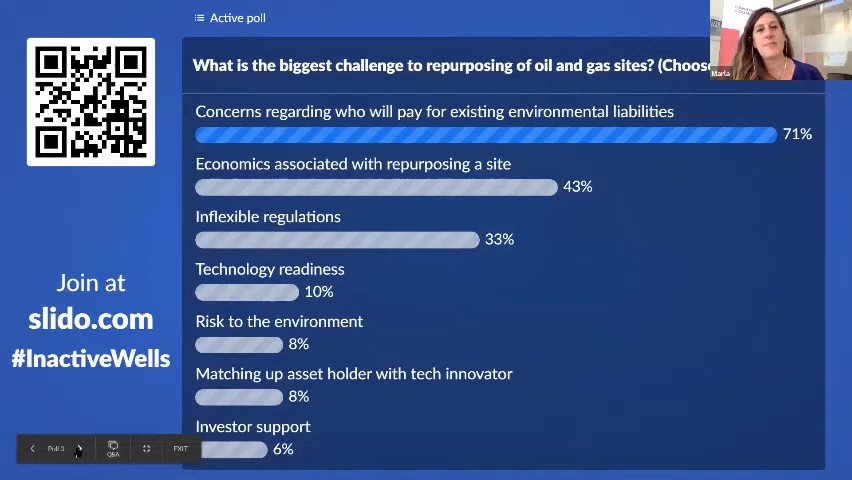 Active poll
What is the biggest challenge to repurposing of oil and gas sites? (Choose
Marla
Concerns regarding who will pay for existing environmental liabilities
71%
Economics associated with repurposing a site
43%
Inflexible regulations
33%
Technology readiness
10%
Risk to the environment
8%
Matching up asset holder with tech innovator
8%
Investor support
6%
Join at
slido.com
#InactiveWells
Poll 3
Q&A
EXIT